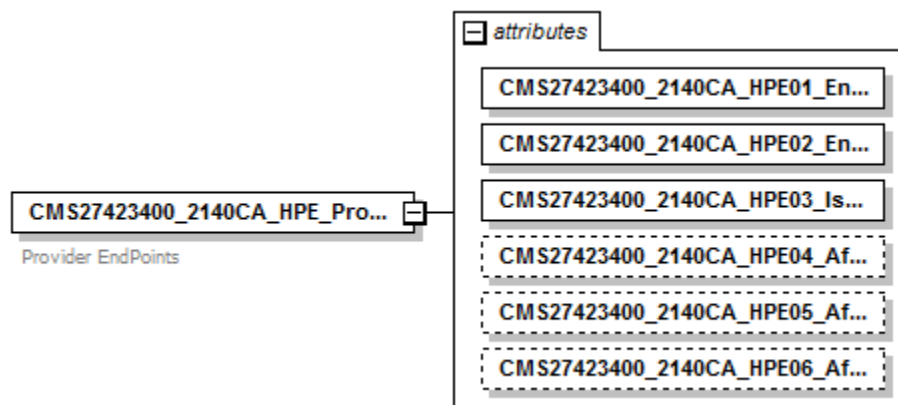 attributes
CMS27423400_2140CA_HPE01_En...
CMS27423400_2140CA_HPE02_En...
CMS27423400_2140CA_HPE03_Is...
CMS27423400_2140CA_HPE_Pro...
Provider EndPoints
CMS27423400_2140CA_HPE04_Af...
CMS27423400_2140CA_HPE05_Af...
CMS27423400_2140CA_HPE06_Af...